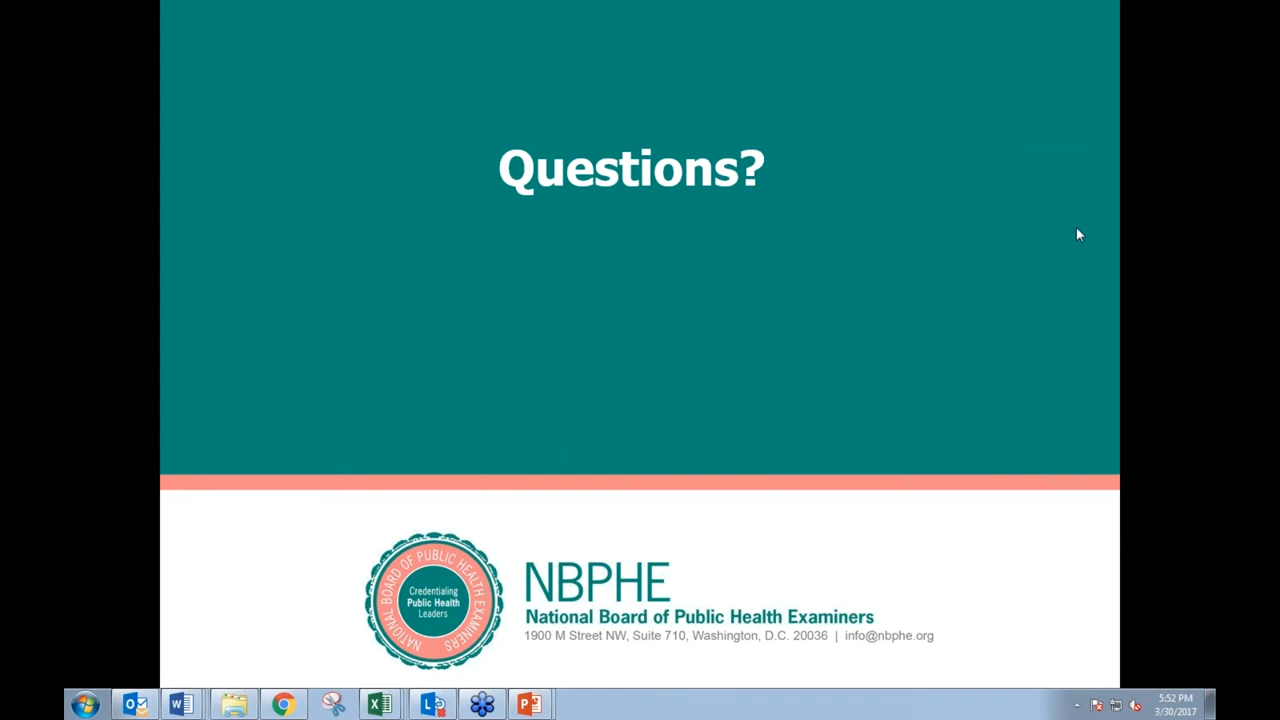 Questions?
NATIONAL BOARD OF PUBLIC HEALTH EXAMINERS
Credentialing
Public Health
Leaders
NBPHE
National Board of Public Health Examiners
1900 M Street NW, Suite 710, Washington, D.C. 20036 | info@nbphe.org
5:52 PM
3/30/2017